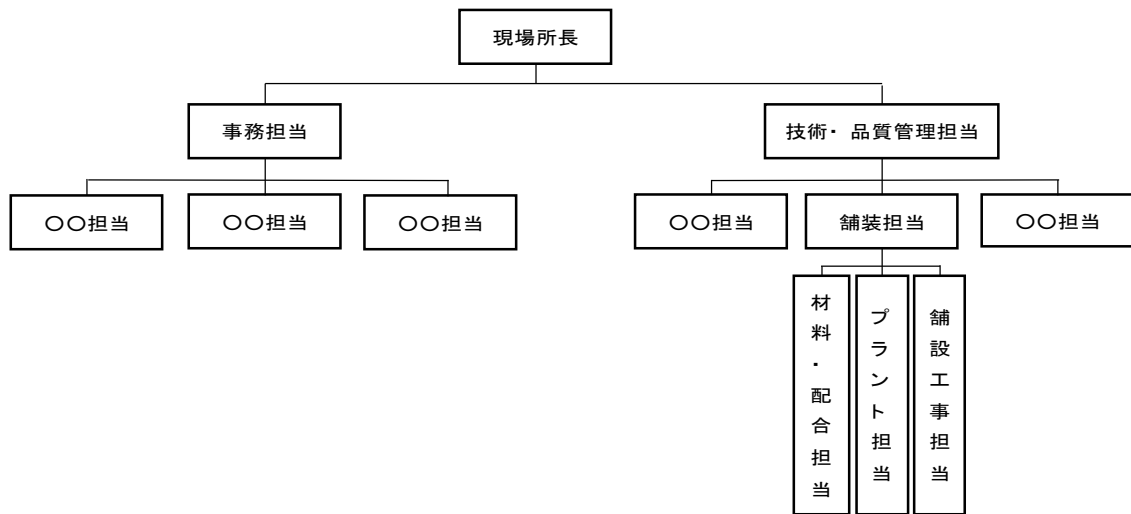 現場所長
事務担当
技術・品質管理担当
〇〇担当
〇〇担当
〇〇担当
〇〇担当
舗装担当
〇〇担当
材料・配合担当
プラント担当
舗設工事担当